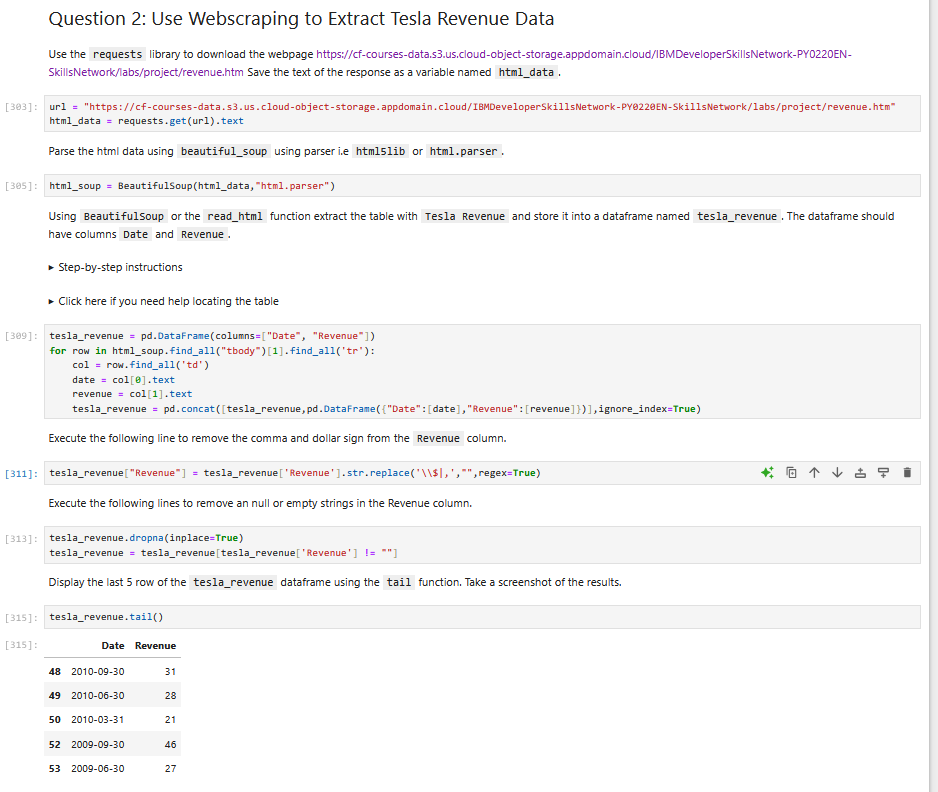 Question 2: Use Webscraping to Extract Tesla Revenue Data
Use the requests library to download the webpage https://cf-courses-data.s3.us.cloud-object-storage.appdomain.cloud/IBMDeveloperSkillsNetwork-PY0220EN-
SkillsNetwork/labs/project/revenue.htm Save the text of the response as a variable named html_data.
[303]: url = "https://cf-courses-data.s3.us.cloud-object-storage.appdomain.cloud/IBMDeveloperSkillsNetwork-PY0220EN-SkillsNetwork/labs/project/revenue.htm"
html_data = requests.get(url).text
Parse the html data using beautiful_soup using parser i.e html5lib or html.parser.
[305]: html_soup = BeautifulSoup(html_data,"html.parser")
Using BeautifulSoup or the read_html function extract the table with Tesla Revenue and store it into a dataframe named tesla_revenue. The dataframe should
have columns Date and Revenue.
▸ Step-by-step instructions
▸ Click here if you need help locating the table
[309]: tesla_revenue = pd.DataFrame(columns=["Date", "Revenue"])
for row in html_soup.find_all("tbody")[1].find_all('tr'):
    col = row.find_all('td')
    date = col[0].text
    revenue = col[1].text
    tesla_revenue = pd.concat([tesla_revenue,pd.DataFrame({"Date":[date],"Revenue":[revenue]})],ignore_index=True)
Execute the following line to remove the comma and dollar sign from the Revenue column.
[311]: tesla_revenue["Revenue"] = tesla_revenue['Revenue'].str.replace('\\$|,',"",regex=True)
Execute the following lines to remove an null or empty strings in the Revenue column.
[313]: tesla_revenue.dropna(inplace=True)
tesla_revenue = tesla_revenue[tesla_revenue['Revenue'] != ""]
Display the last 5 row of the tesla_revenue dataframe using the tail function. Take a screenshot of the results.
[315]: tesla_revenue.tail()
[315]: Date Revenue
48 2010-09-30 31
49 2010-06-30 28
50 2010-03-31 21
52 2009-09-30 46
53 2009-06-30 27